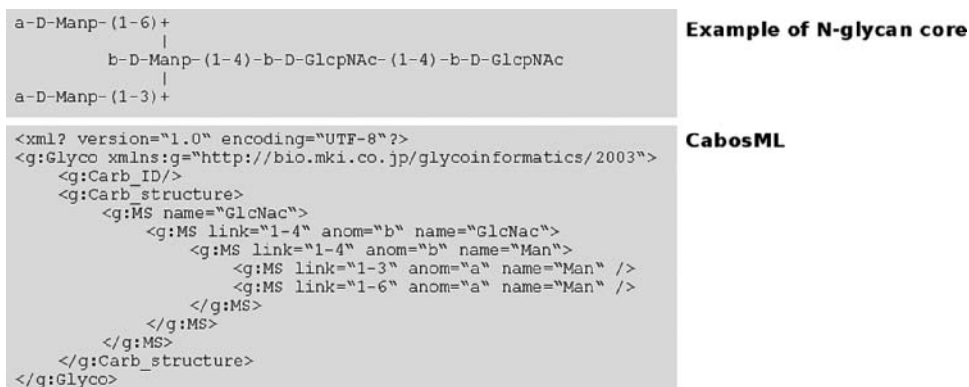 a-D-Manp-(1-6)+
|
b-D-Manp-(1-4)-b-D-GlcpNAc-(1-4)-b-D-GlcpNAc
|
a-D-Manp-(1-3)+
Example of N-glycan core
<xml? version="1.0" encoding="UTF-8"?>
<g:Glyco xmlns:g="http://bio.mki.co.jp/glycoinformatics/2003">
<g:Carb_ID/>
<g:Carb_structure>
<g:MS name="GlcNac">
<g:MS link="1-4" anom="b" name="GlcNac">
<g:MS link="1-4" anom="b" name="Man">
<g:MS link="1-3" anom="a" name="Man" />
<g:MS link="1-6" anom="a" name="Man" />
</g:MS>
</g:MS>
</g:MS>
</g:Carb_structure>
</g:Glyco>
CabosML